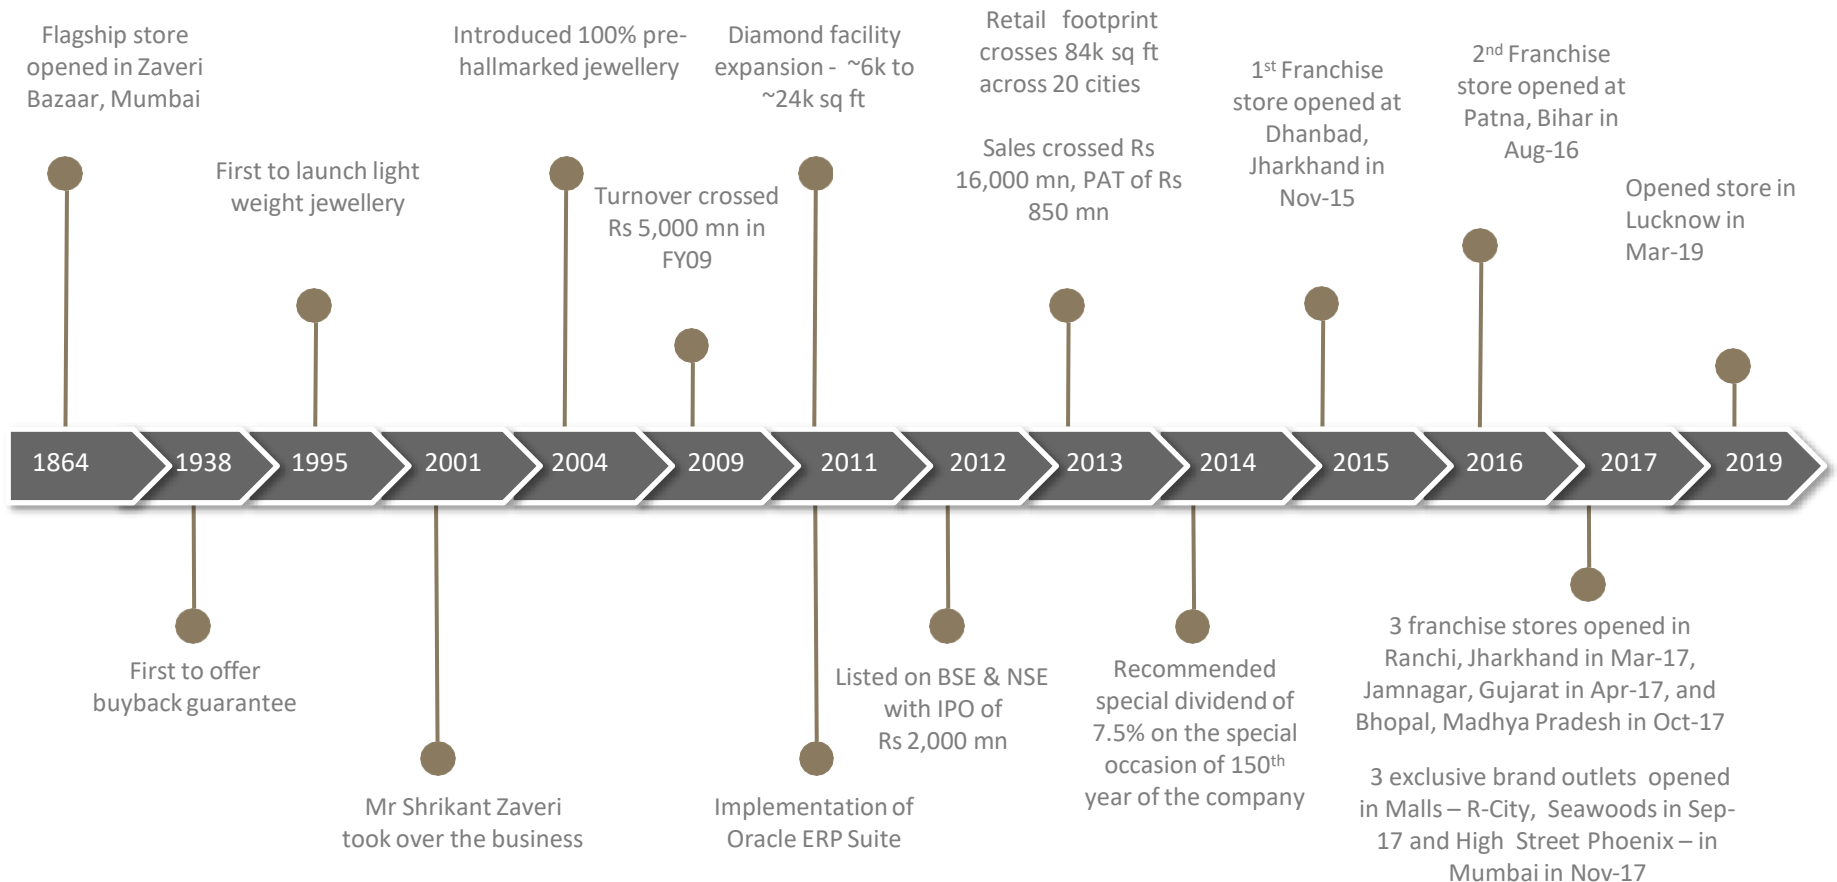 Flagship store
opened in Zaveri
Bazaar, Mumbai
First to launch light
weight jewellery
Introduced 100% pre-
hallmarked jewellery
Turnover crossed
Rs 5,000 mn in
FY09
Diamond facility
expansion - ~6k to
~24k sq ft
Retail footprint
crosses 84k sq ft
across 20 cities
Sales crossed Rs
16,000 mn, PAT of Rs
850 mn
1st Franchise
store opened at
Dhanbad,
Jharkhand in
Nov-15
2nd Franchise
store opened at
Patna, Bihar in
Aug-16
Opened store in
Lucknow in
Mar-19
1864 1938 1995 2001 2004 2009 2011 2012 2013 2014 2015 2016 2017 2019
First to offer
buyback guarantee
Mr Shrikant Zaveri
took over the business
Implementation of
Oracle ERP Suite
Listed on BSE & NSE
with IPO of
Rs 2,000 mn
Recommended
special dividend of
7.5% on the special
occasion of 150th
year of the company
3 franchise stores opened in
Ranchi, Jharkhand in Mar-17,
Jamnagar, Gujarat in Apr-17, and
Bhopal, Madhya Pradesh in Oct-17
3 exclusive brand outlets opened
in Malls – R-City, Seawoods in Sep-
17 and High Street Phoenix – in
Mumbai in Nov-17